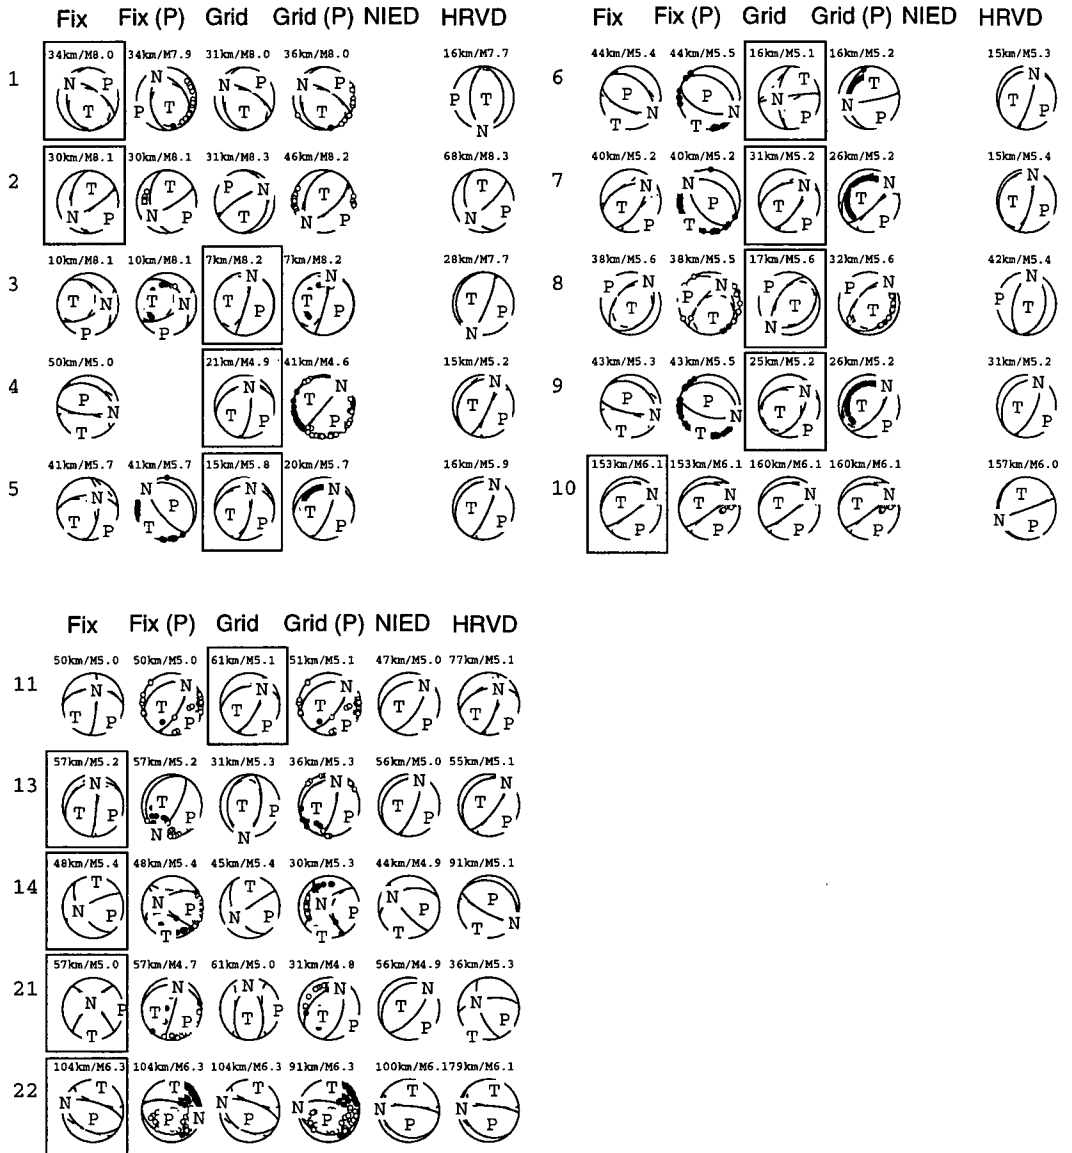 Fix Fix (P) Grid Grid (P) NIED HRVD
34km/M8.0 34km/M7.9 31km/M8.0 36km/M8.0 16km/M7.7
1
N P T N P T N P T N P T P T N
30km/M8.1 30km/M8.1 31km/M8.3 46km/M8.2 68km/M8.3
2
T N P T N P P N T T N P T N P
10km/M8.1 10km/M8.1 7km/M8.2 7km/M8.2 28km/M7.7
3
T N P T N P N T P N T P T P N
50km/M5.0 21km/M4.9 41km/M4.6 15km/M5.2
4
P N T N T P N T P N T P
41km/M5.7 41km/M5.7 15km/M5.8 20km/M5.7 16km/M5.9
5
N T P N P T N T P N T P N T P
Fix Fix (P) Grid Grid (P) NIED HRVD
44km/M5.4 44km/M5.5 16km/M5.1 16km/M5.2 15km/M5.3
6
P N T P N T T N P T N P N T P
40km/M5.2 40km/M5.2 31km/M5.2 26km/M5.2 15km/M5.4
7
N T P N P T N T P N T P N T P
38km/M5.6 38km/M5.5 17km/M5.6 32km/M5.6 42km/M5.4
8
P N T P N T P T N P N T N P T
43km/M5.3 43km/M5.5 25km/M5.2 26km/M5.2 31km/M5.2
9
P N T P N T N T P N T P N T P
153km/M6.1 153km/M6.1 160km/M6.1 160km/M6.1 157km/M6.0
10
T N P T N P T N P T N P T N P
Fix Fix (P) Grid Grid (P) NIED HRVD
50km/M5.0 50km/M5.0 61km/M5.1 51km/M5.1 47km/M5.0 77km/M5.1
11
N T P N T P N T P N T P N T P N T P
57km/M5.2 57km/M5.2 31km/M5.3 36km/M5.3 56km/M5.0 55km/M5.1
13
N T P T P N T P N N T P N T P N T P
48km/M5.4 48km/M5.4 45km/M5.4 30km/M5.3 44km/M4.9 91km/M5.1
14
T N P N P T T N P N P T N P T P N T
57km/M5.0 57km/M4.7 61km/M5.0 31km/M4.8 56km/M4.9 36km/M5.3
21
N P T N T P N P T N T P N T P N P T
104km/M6.3 104km/M6.3 104km/M6.3 91km/M6.3 100km/M6.1 79km/M6.1
22
T N P T P N T N P T P N T N P T N P